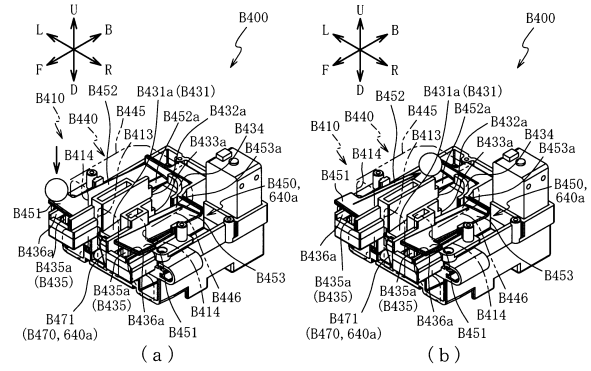 U
L B
F R
D
B400
B431a(B431)
B452 B445
B452a
B410
B440 B413
B432a
B434
B433a
B453a
B414
B450,
640a
B451
B436a
B435a
(B435)
B453
B435a
(B435)
B446
B414
B471
(B470,640a)
B436a
B451
(a)
U
L B
F R
D
B400
B431a(B431)
B452 B445
B452a
B440 B413
B432a
B410
B414
B434
B433a
B453a
B451
B450,
640a
B436a
B453
B435a
(B435)
B435a
(B435)
B446
B414
B471
(B470,640a)
B436a
B451
(b)